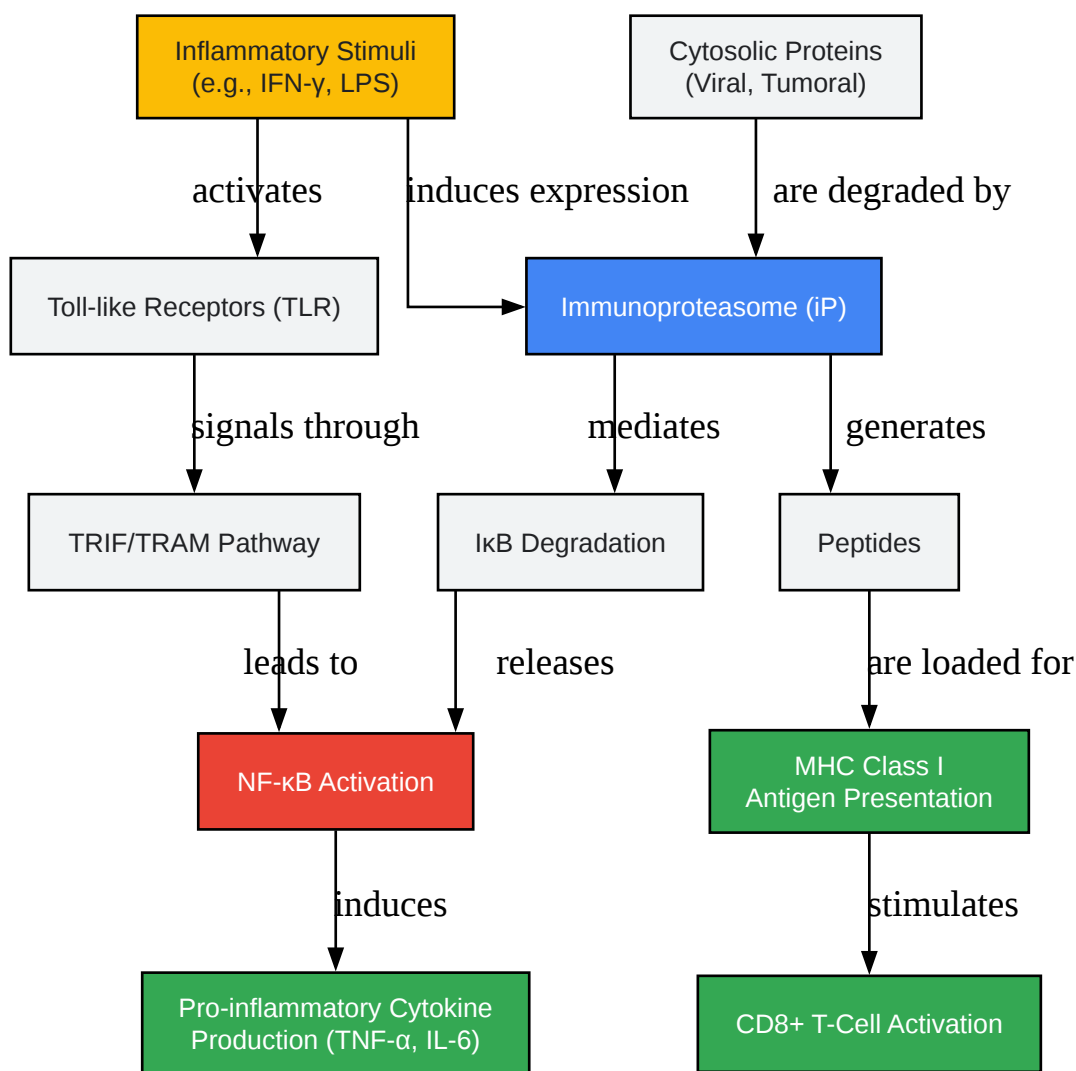 Inflammatory Stimuli
(e.g., IFN-γ, LPS)
Cytosolic Proteins
(Viral, Tumoral)
activates
induces expression
are degraded by
Toll-like Receptors (TLR)
Immunoproteasome (iP)
signals through
mediates
generates
TRIF/TRAM Pathway
IκB Degradation
Peptides
leads to
releases
are loaded for
NF-κB Activation
MHC Class I
Antigen Presentation
induces
stimulates
Pro-inflammatory Cytokine
Production (TNF-α, IL-6)
CD8+ T-Cell Activation